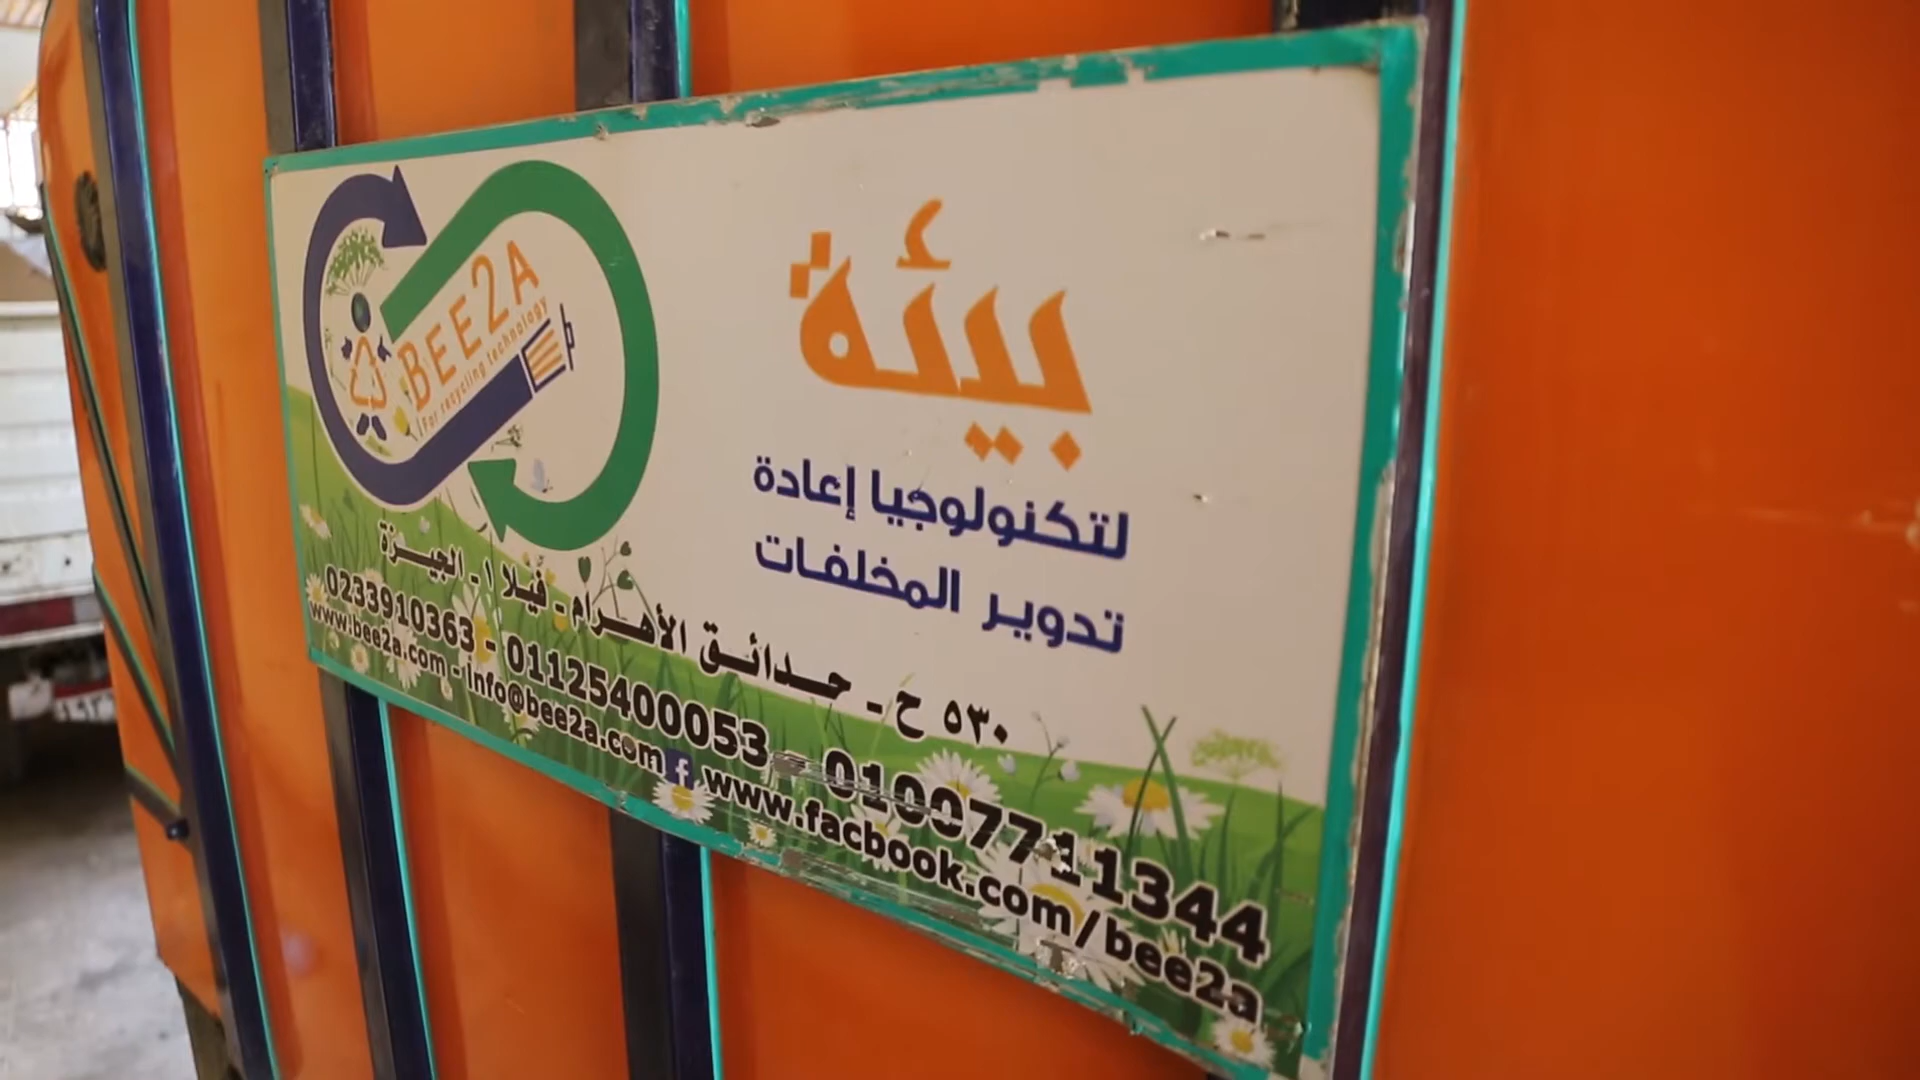 BEE2A
For recycling technology
بيئة
لتكنولوجيا إعادة
تدوير المخلفات
٥٣٠ ح - حدائق الأهرام - فيلا ١ - الجيزة
0233910363 - 01125400053 - 01007711344
www.bee2a.com - Info@bee2a.com f www.facbook.com/bee2a